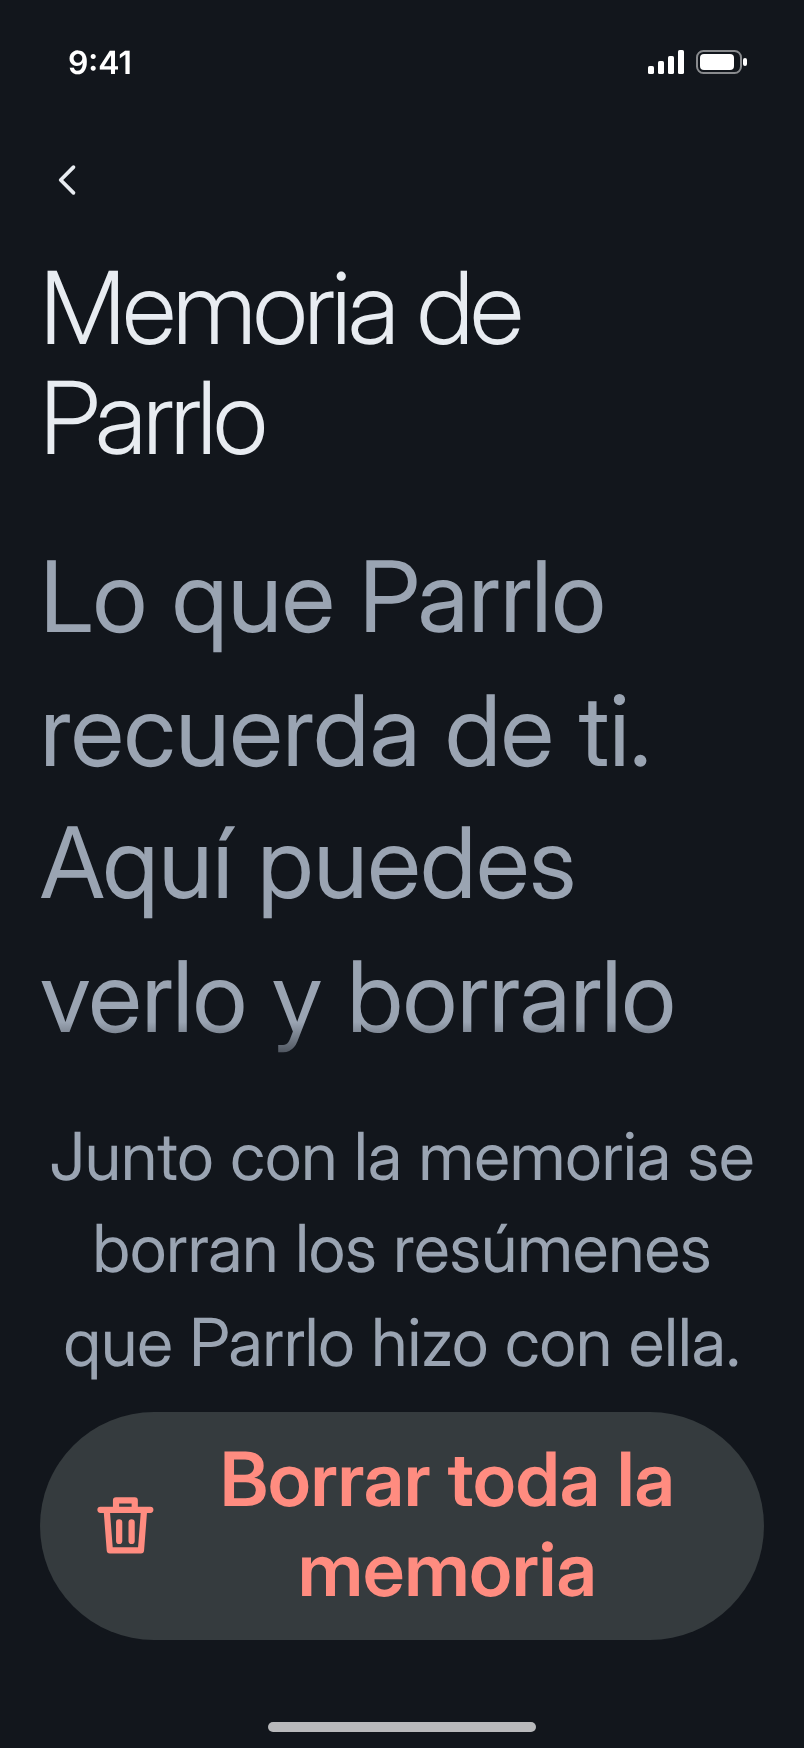 9:41
Memoria de
Parrlo
Lo que Parrlo
recuerda de ti.
Aquí puedes
verlo y borrarlo
Junto con la memoria se
borran los resúmenes
que Parrlo hizo con ella.
Borrar toda la
memoria